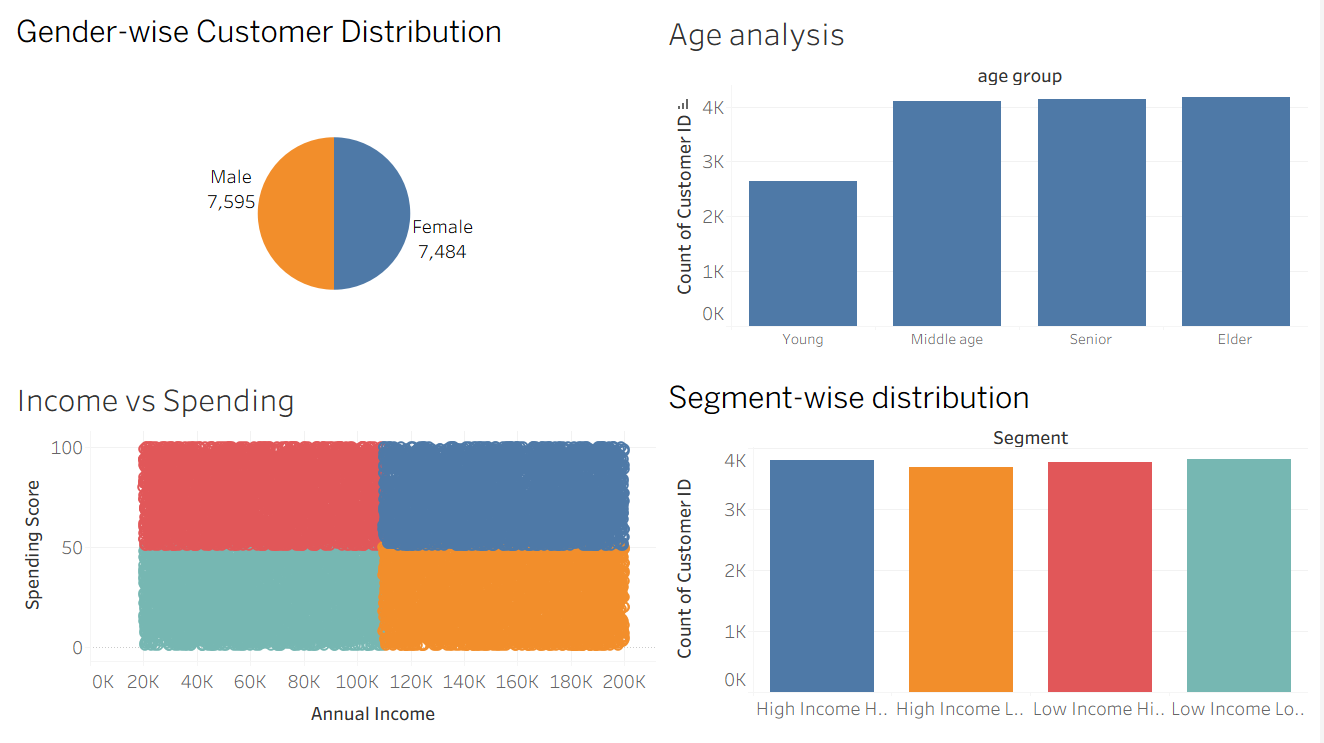 Gender-wise Customer Distribution
Male
7,595
Female
7,484
Age analysis
age group
Count of Customer ID
4K
3K
2K
1K
0K
Young Middle age Senior Elder
Income vs Spending
Spending Score
100
50
0
0K 20K 40K 60K 80K 100K 120K 140K 160K 180K 200K
Annual Income
Segment-wise distribution
Segment
Count of Customer ID
4K
3K
2K
1K
0K
High Income H.. High Income L.. Low Income Hi.. Low Income Lo..